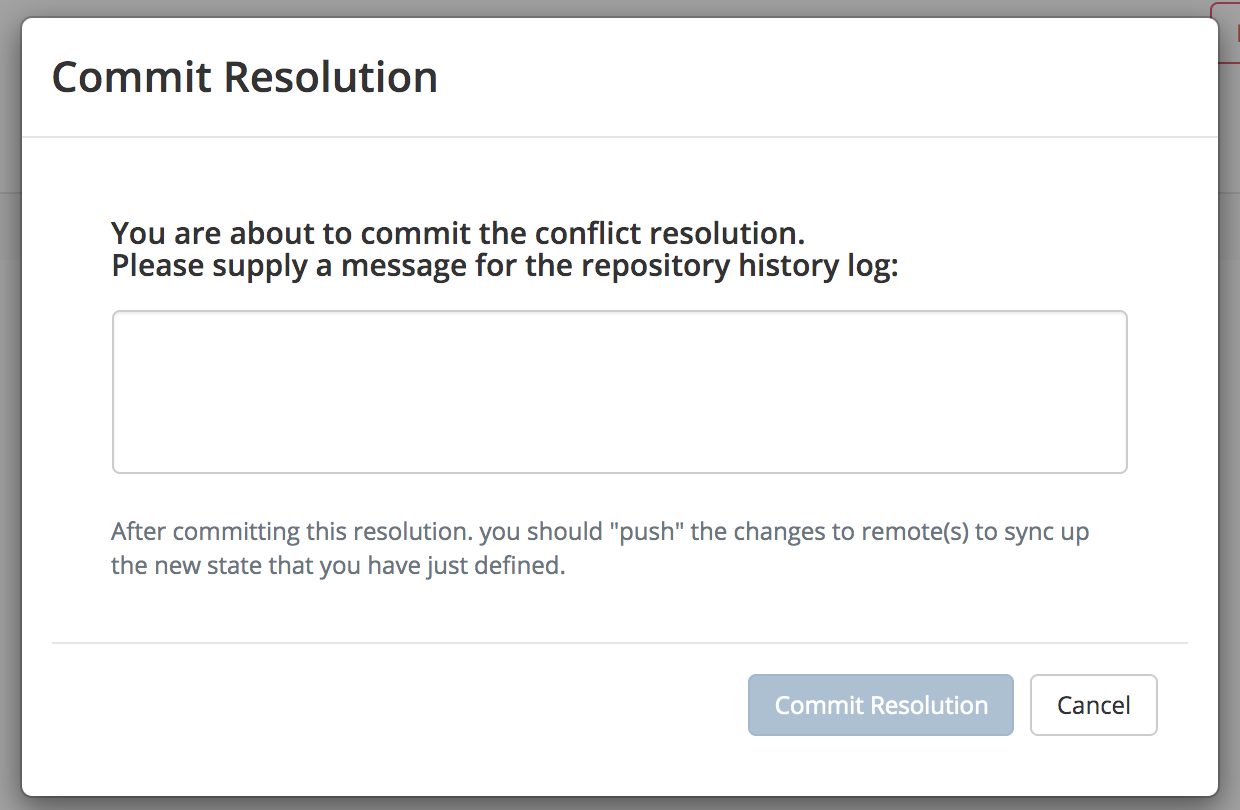 Commit Resolution
You are about to commit the conflict resolution.
Please supply a message for the repository history log:
After committing this resolution. you should "push" the changes to remote(s) to sync up
the new state that you have just defined.
Commit Resolution
Cancel